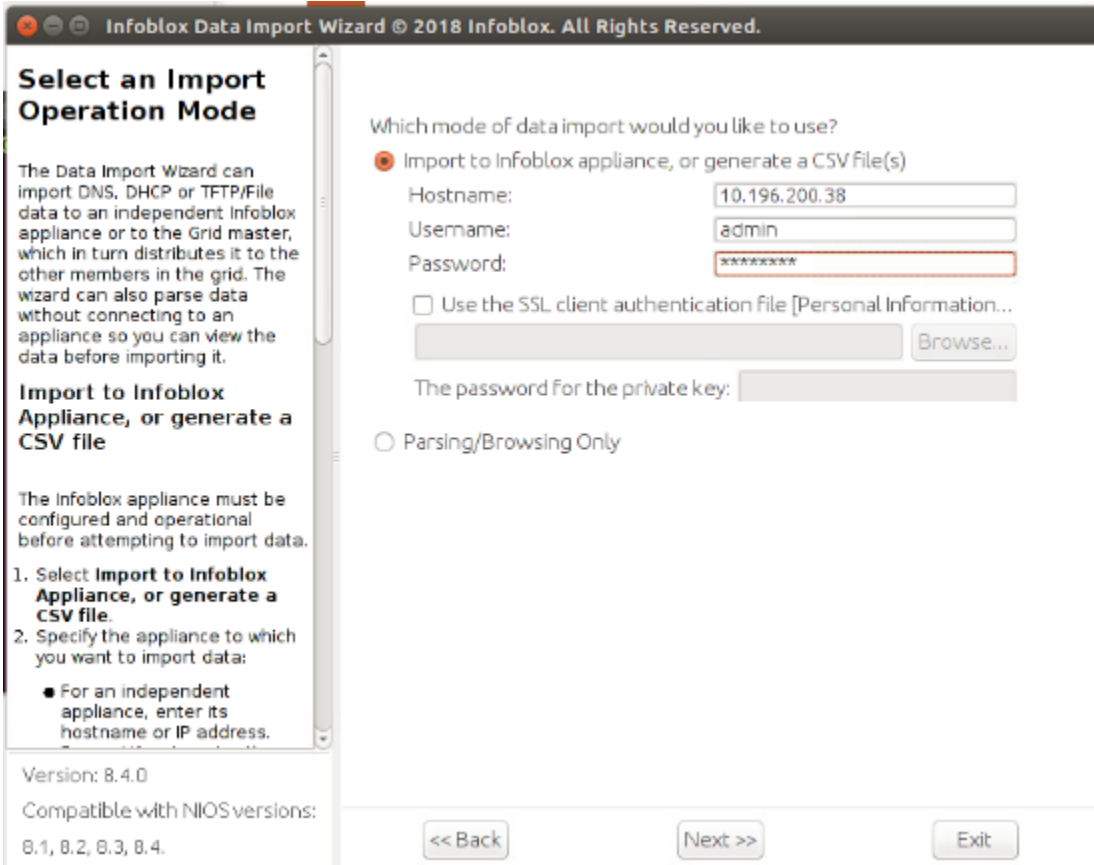 Infoblox Data Import Wizard © 2018 Infoblox. All Rights Reserved.
Select an Import
Operation Mode
The Data Import Wizard can
import DNS, DHCP or TFTP/File
data to an independent Infoblox
appliance or to the Grid master,
which in turn distributes it to the
other members in the grid. The
wizard can also parse data
without connecting to an
appliance so you can view the
data before importing it.
Import to Infoblox
Appliance, or generate a
CSV file
The Infoblox appliance must be
configured and operational
before attempting to import data.
1. Select Import to Infoblox
Appliance, or generate a
CSV file.
2. Specify the appliance to which
you want to import data:
● For an independent
appliance, enter its
hostname or IP address.
Version: 8.4.0
Compatible with NIOS versions:
8.1, 8.2, 8.3, 8.4.
Which mode of data import would you like to use?
Import to Infoblox appliance, or generate a CSV file(s)
Hostname: 10.196.200.38
Username: admin
Password: ********
Use the SSL client authentication file [Personal Information...
Browse...
The password for the private key:
Parsing/Browsing Only
<< Back Next >> Exit